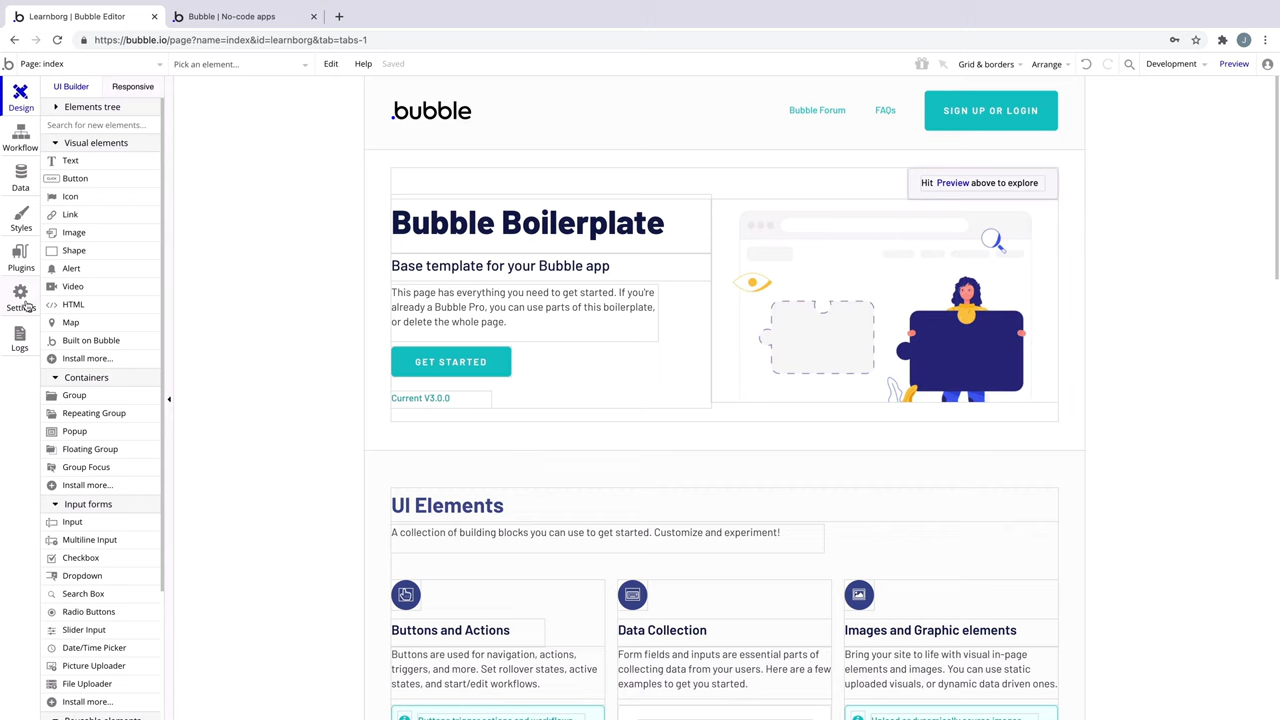 Learnborg | Bubble Editor
Bubble | No-code apps
https://bubble.io/page?name=index&id=learnborg&tab=tabs-1
J
Page: index
Pick an element...
Edit
Help
Saved
Grid & borders
Arrange
Development
Preview
Design
Workflow
Data
Styles
Plugins
Settings
Logs
UI Builder
Responsive
Elements tree
Search for new elements...
Visual elements
Text
Button
Icon
Link
Image
Shape
Alert
Video
HTML
Map
Built on Bubble
Install more...
Containers
Group
Repeating Group
Popup
Floating Group
Group Focus
Install more...
Input forms
Input
Multiline Input
Checkbox
Dropdown
Search Box
Radio Buttons
Slider Input
Date/Time Picker
Picture Uploader
File Uploader
Install more...
Reusable elements
.bubble
Bubble Forum
FAQs
SIGN UP OR LOGIN
Hit Preview above to explore
Bubble Boilerplate
Base template for your Bubble app
This page has everything you need to get started. If you're
already a Bubble Pro, you can use parts of this boilerplate,
or delete the whole page.
GET STARTED
Current V3.0.0
UI Elements
A collection of building blocks you can use to get started. Customize and experiment!
Buttons and Actions
Buttons are used for navigation, actions,
triggers, and more. Set rollover states, active
states, and start/edit workflows.
Buttons trigger actions and workflows
Data Collection
Form fields and inputs are essential parts of
collecting data from your users. Here are a few
examples to get you started.
Images and Graphic elements
Bring your site to life with visual in-page
elements and images. You can use static
uploaded visuals, or dynamic data driven ones.
Upload or dynamically source images